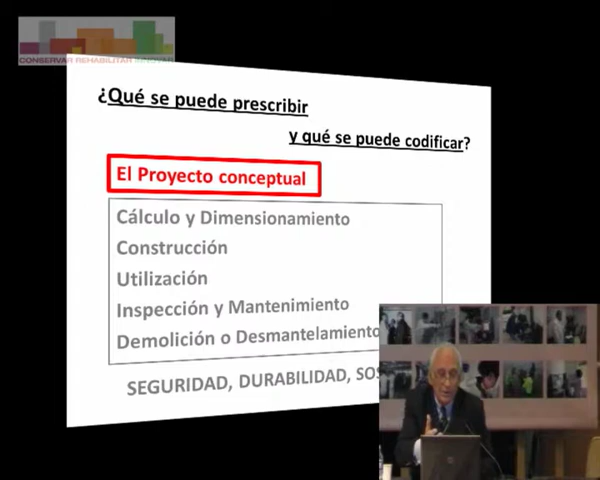 CONSERVAR REHABILITAR INNOVAR
¿Qué se puede prescribir
y qué se puede codificar?
El Proyecto conceptual
Cálculo y Dimensionamiento
Construcción
Utilización
Inspección y Mantenimiento
Demolición o Desmantelamiento
SEGURIDAD, DURABILIDAD,